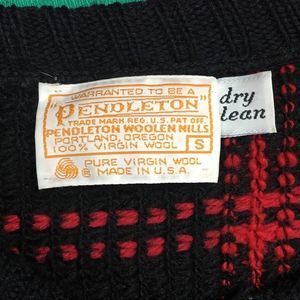 WARRANTED TO BE A
"PENDLETON"
TRADE MARK REG. U.S. PAT. OFF.
PENDLETON WOOLEN MILLS
PORTLAND, OREGON
100% VIRGIN WOOL
S
PURE VIRGIN WOOL
® MADE IN U.S.A.
dry
clean